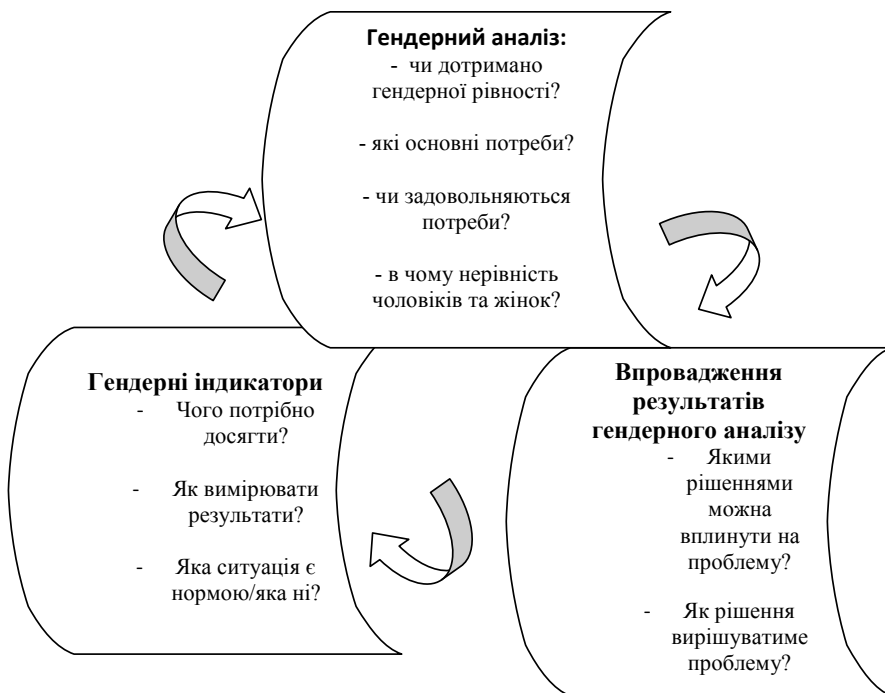 Гендерний аналіз:
- чи дотримано
гендерної рівності?
- які основні потреби?
- чи задовольняються
потреби?
- в чому нерівність
чоловіків та жінок?
Гендерні індикатори
- Чого потрібно
досягти?
- Як вимірювати
результати?
- Яка ситуація є
нормою/яка ні?
Впровадження
результатів
гендерного аналізу
- Якими
рішеннями
можна
вплинути на
проблему?
- Як рішення
вирішуватиме
проблему?